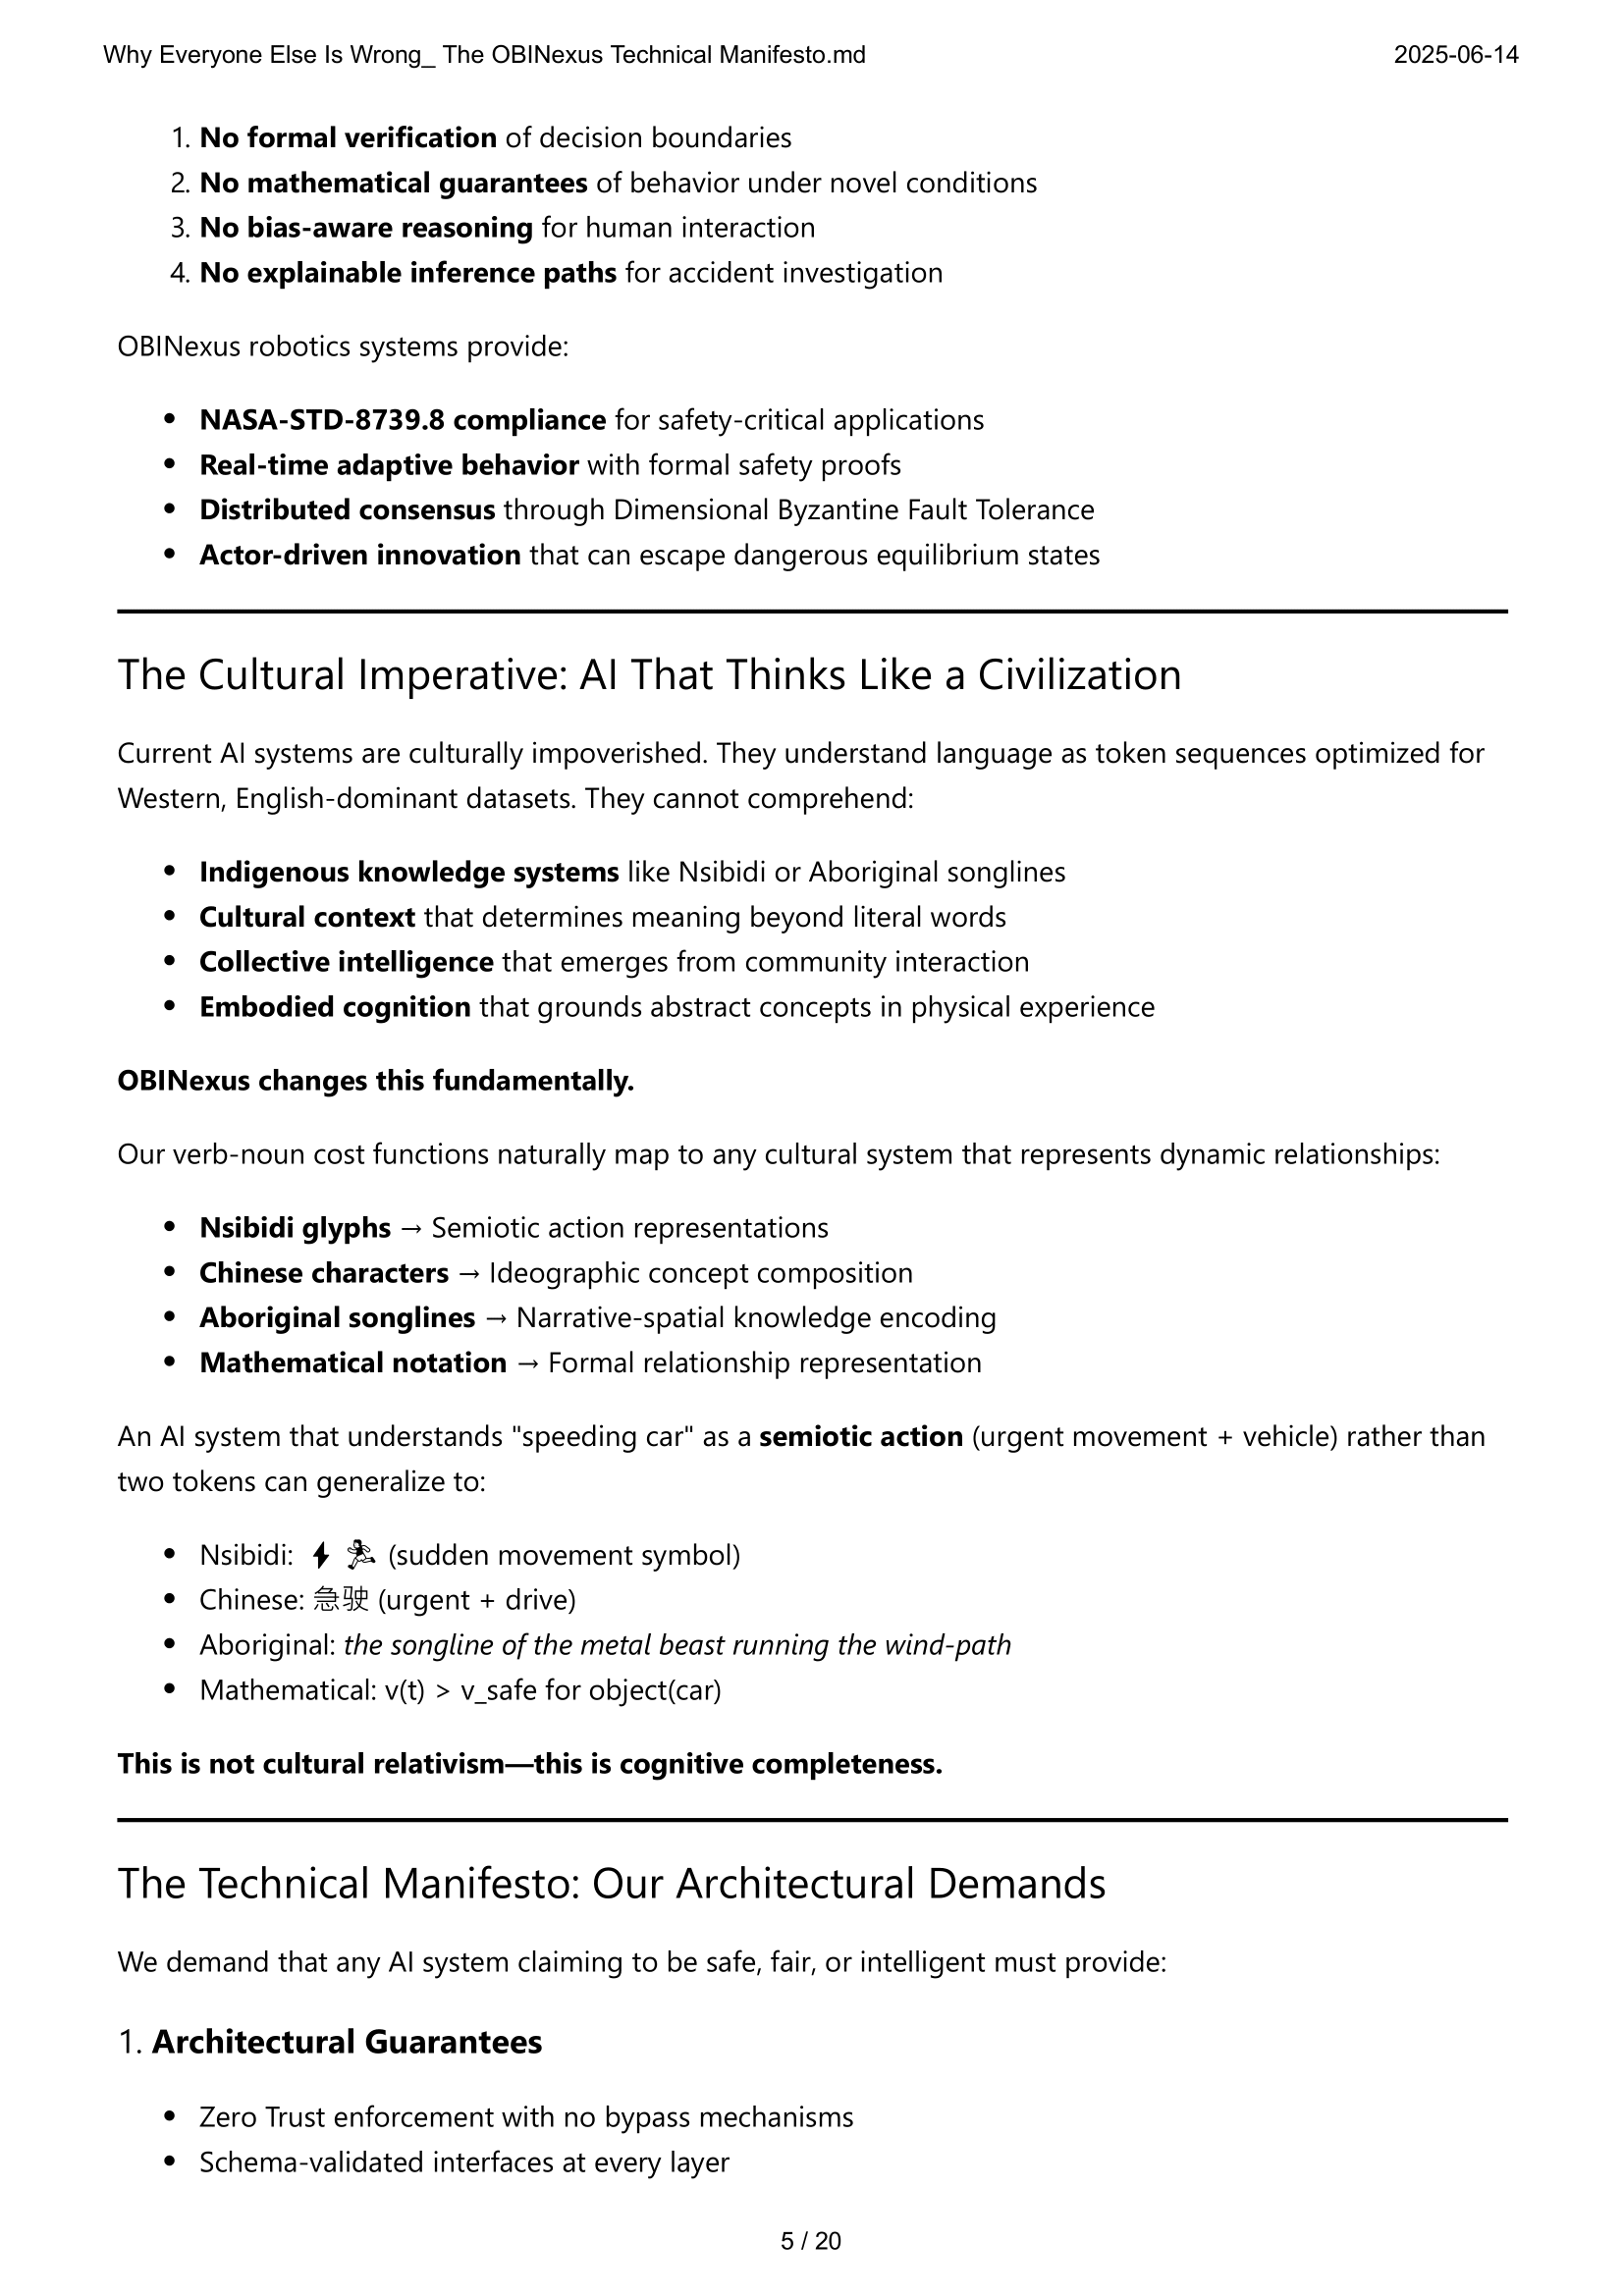 Why Everyone Else Is Wrong_ The OBINexus Technical Manifesto.md 2025-06-14
1. No formal verification of decision boundaries
2. No mathematical guarantees of behavior under novel conditions
3. No bias-aware reasoning for human interaction
4. No explainable inference paths for accident investigation
OBINexus robotics systems provide:
• NASA-STD-8739.8 compliance for safety-critical applications
• Real-time adaptive behavior with formal safety proofs
• Distributed consensus through Dimensional Byzantine Fault Tolerance
• Actor-driven innovation that can escape dangerous equilibrium states
The Cultural Imperative: AI That Thinks Like a Civilization
Current AI systems are culturally impoverished. They understand language as token sequences optimized for
Western, English-dominant datasets. They cannot comprehend:
• Indigenous knowledge systems like Nsibidi or Aboriginal songlines
• Cultural context that determines meaning beyond literal words
• Collective intelligence that emerges from community interaction
• Embodied cognition that grounds abstract concepts in physical experience
OBINexus changes this fundamentally.
Our verb-noun cost functions naturally map to any cultural system that represents dynamic relationships:
• Nsibidi glyphs → Semiotic action representations
• Chinese characters → Ideographic concept composition
• Aboriginal songlines → Narrative-spatial knowledge encoding
• Mathematical notation → Formal relationship representation
An AI system that understands "speeding car" as a semiotic action (urgent movement + vehicle) rather than
two tokens can generalize to:
• Nsibidi: ⚡🏃 (sudden movement symbol)
• Chinese: 急驶 (urgent + drive)
• Aboriginal: the songline of the metal beast running the wind-path
• Mathematical: v(t) > v_safe for object(car)
This is not cultural relativism—this is cognitive completeness.
The Technical Manifesto: Our Architectural Demands
We demand that any AI system claiming to be safe, fair, or intelligent must provide:
1. Architectural Guarantees
• Zero Trust enforcement with no bypass mechanisms
• Schema-validated interfaces at every layer
5 / 20